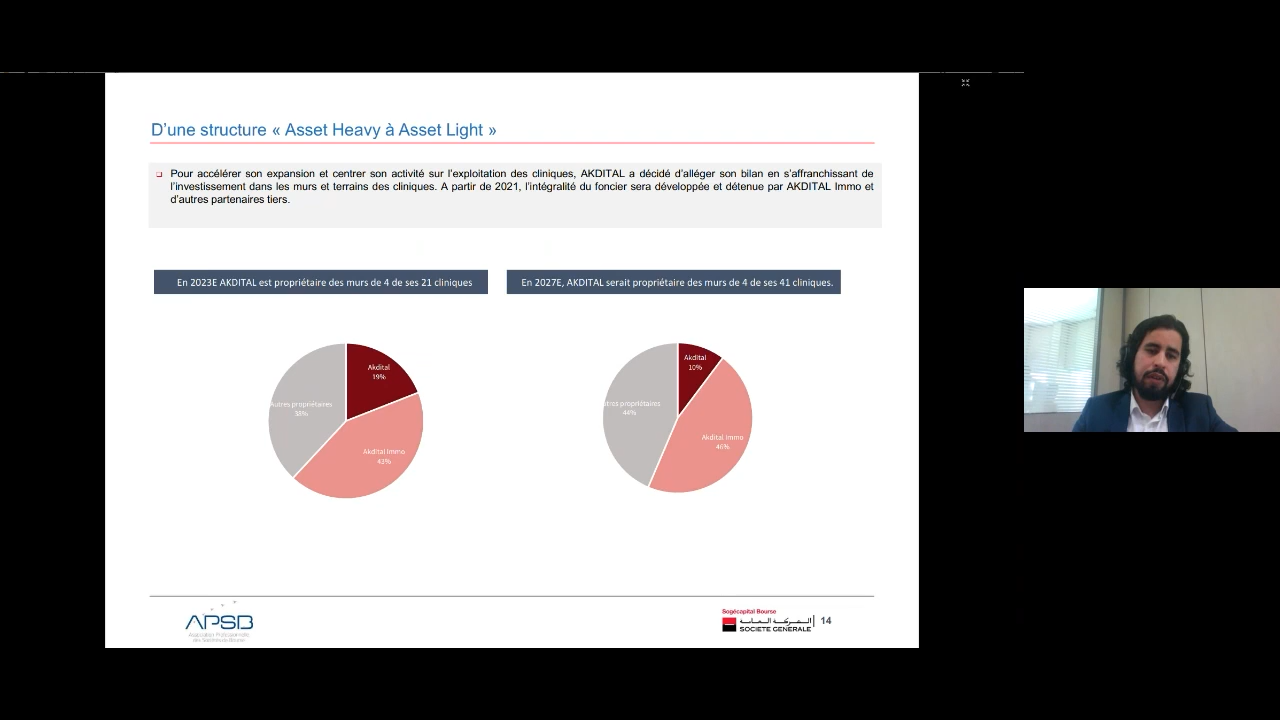 D’une structure « Asset Heavy à Asset Light »
Pour accélérer son expansion et centrer son activité sur l’exploitation des cliniques, AKDITAL a décidé d’alléger son bilan en s’affranchissant de
l’investissement dans les murs et terrains des cliniques. A partir de 2021, l’intégralité du foncier sera développée et détenue par AKDITAL Immo et
d’autres partenaires tiers.
En 2023E AKDITAL est propriétaire des murs de 4 de ses 21 cliniques
En 2027E, AKDITAL serait propriétaire des murs de 4 de ses 41 cliniques.
Akdital
19%
Autres propriétaires
38%
Akdital Immo
43%
Akdital
10%
utres propriétaires
44%
Akdital Immo
46%
APSB
Association Professionnelle
des Sociétés de Bourse
Sogécapital Bourse
الشركة العامة
SOCIETE GENERALE
14